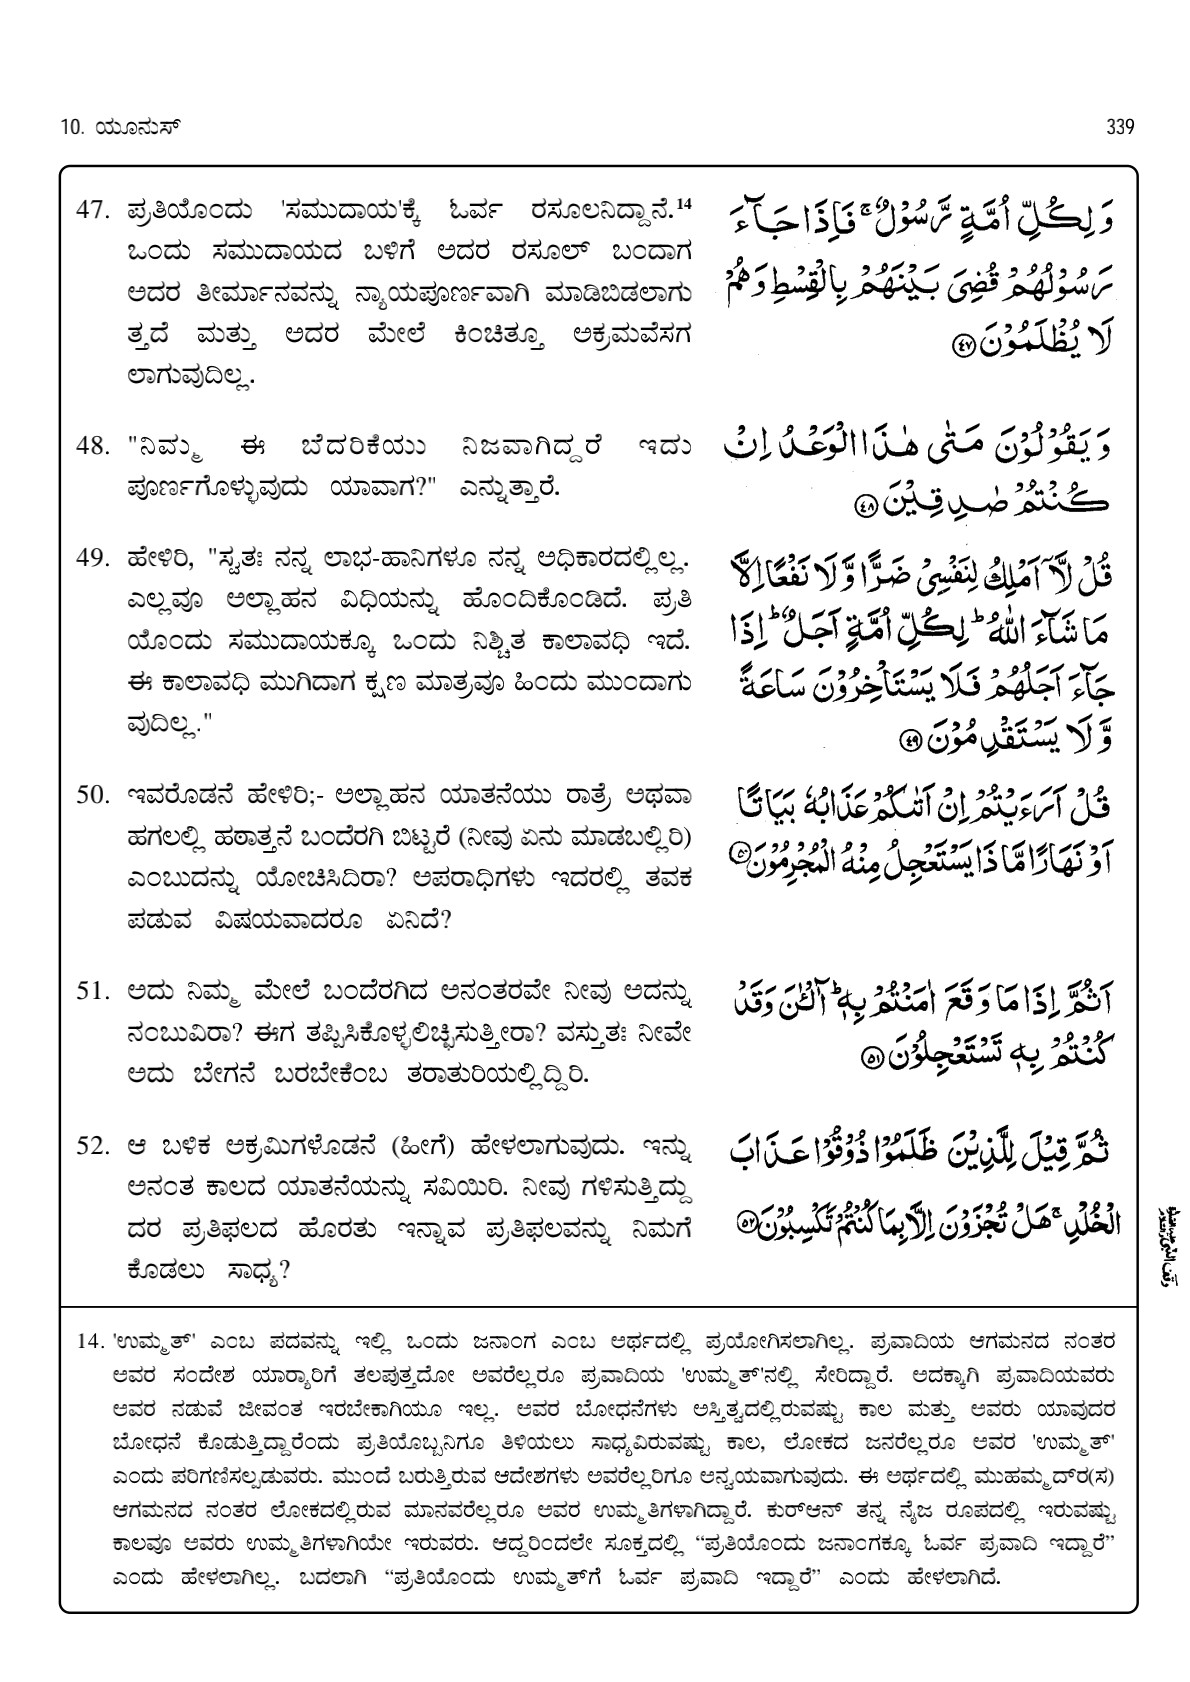 10. ಯೂನುಸ್
339
47. ಪ್ರತಿಯೊಂದು 'ಸಮುದಾಯ'ಕ್ಕೆ ಓರ್ವ ರಸೂಲನಿದ್ದಾನೆ.14
ಒಂದು ಸಮುದಾಯದ ಬಳಿಗೆ ಅದರ ರಸೂಲ್ ಬಂದಾಗ
ಅದರ ತೀರ್ಮಾನವನ್ನು ನ್ಯಾಯಪೂರ್ಣವಾಗಿ ಮಾಡಿಬಿಡಲಾಗು
ತ್ತದೆ ಮತ್ತು ಅದರ ಮೇಲೆ ಕಿಂಚಿತ್ತೂ ಅಕ್ರಮವೆಸಗ
ಲಾಗುವುದಿಲ್ಲ.
وَلِكُلِّ اُمَّةٍ رَّسُوْلٌ ۚ فَاِذَا جَآءَ
رَسُوْلُهُمْ قُضِیَ بَیْنَهُمْ بِالْقِسْطِ وَهُمْ
لَا یُظْلَمُوْنَ ﴿۴۷﴾
48. "ನಿಮ್ಮ ಈ ಬೆದರಿಕೆಯು ನಿಜವಾಗಿದ್ದರೆ ಇದು
ಪೂರ್ಣಗೊಳ್ಳುವುದು ಯಾವಾಗ?" ಎನ್ನುತ್ತಾರೆ.
وَ یَقُوْلُوْنَ مَتٰی هٰذَا الْوَعْدُ اِنْ
كُنْتُمْ صٰدِقِیْنَ ﴿۴۸﴾
49. ಹೇಳಿರಿ, "ಸ್ವತಃ ನನ್ನ ಲಾಭ-ಹಾನಿಗಳೂ ನನ್ನ ಅಧಿಕಾರದಲ್ಲಿಲ್ಲ.
ಎಲ್ಲವೂ ಅಲ್ಲಾಹನ ವಿಧಿಯನ್ನು ಹೊಂದಿಕೊಂಡಿದೆ. ಪ್ರತಿ
ಯೊಂದು ಸಮುದಾಯಕ್ಕೂ ಒಂದು ನಿಶ್ಚಿತ ಕಾಲಾವಧಿ ಇದೆ.
ಈ ಕಾಲಾವಧಿ ಮುಗಿದಾಗ ಕ್ಷಣ ಮಾತ್ರವೂ ಹಿಂದು ಮುಂದಾಗು
ವುದಿಲ್ಲ."
قُلْ لَّاۤ اَمْلِكُ لِنَفْسِیْ ضَرًّا وَّ لَا نَفْعًا اِلَّا
مَا شَآءَ اللّٰهُ ؕ لِكُلِّ اُمَّةٍ اَجَلٌ ؕ اِذَا
جَآءَ اَجَلُهُمْ فَلَا یَسْتَاْخِرُوْنَ سَاعَةً
وَّ لَا یَسْتَقْدِمُوْنَ ﴿۴۹﴾
50. ಇವರೊಡನೆ ಹೇಳಿರಿ;- ಅಲ್ಲಾಹನ ಯಾತನೆಯು ರಾತ್ರೆ ಅಥವಾ
ಹಗಲಲ್ಲಿ ಹಠಾತ್ತನೆ ಬಂದೆರಗಿ ಬಿಟ್ಟರೆ (ನೀವು ಏನು ಮಾಡಬಲ್ಲಿರಿ)
ಎಂಬುದನ್ನು ಯೋಚಿಸಿದಿರಾ? ಅಪರಾಧಿಗಳು ಇದರಲ್ಲಿ ತವಕ
ಪಡುವ ವಿಷಯವಾದರೂ ಏನಿದೆ?
قُلْ اَرَءَیْتُمْ اِنْ اَتٰىكُمْ عَذَابُهٗ بَیَاتًا
اَوْ نَهَارًا مَّا ذَا یَسْتَعْجِلُ مِنْهُ الْمُجْرِمُوْنَ ﴿۵۰﴾
51. ಅದು ನಿಮ್ಮ ಮೇಲೆ ಬಂದೆರಗಿದ ಅನಂತರವೇ ನೀವು ಅದನ್ನು
ನಂಬುವಿರಾ? ಈಗ ತಪ್ಪಿಸಿಕೊಳ್ಳಲಿಚ್ಛಿಸುತ್ತೀರಾ? ವಸ್ತುತಃ ನೀವೇ
ಅದು ಬೇಗನೆ ಬರಬೇಕೆಂಬ ತರಾತುರಿಯಲ್ಲಿದ್ದಿರಿ.
اَثُمَّ اِذَا مَا وَقَعَ اٰمَنْتُمْ بِهٖ ؕ آٰلْـٰٔنَ وَقَدْ
كُنْتُمْ بِهٖ تَسْتَعْجِلُوْنَ ﴿۵۱﴾
52. ಆ ಬಳಿಕ ಅಕ್ರಮಿಗಳೊಡನೆ (ಹೀಗೆ) ಹೇಳಲಾಗುವುದು. ಇನ್ನು
ಅನಂತ ಕಾಲದ ಯಾತನೆಯನ್ನು ಸವಿಯಿರಿ. ನೀವು ಗಳಿಸುತ್ತಿದ್ದು
ದರ ಪ್ರತಿಫಲದ ಹೊರತು ಇನ್ನಾವ ಪ್ರತಿಫಲವನ್ನು ನಿಮಗೆ
ಕೊಡಲು ಸಾಧ್ಯ?
ثُمَّ قِیْلَ لِلَّذِیْنَ ظَلَمُوْا ذُوْقُوْا عَذَابَ
الْخُلْدِ ۚ هَلْ تُجْزَوْنَ اِلَّا بِمَا كُنْتُمْ تَكْسِبُوْنَ ﴿۵۲﴾
14. 'ಉಮ್ಮತ್' ಎಂಬ ಪದವನ್ನು ಇಲ್ಲಿ ಒಂದು ಜನಾಂಗ ಎಂಬ ಅರ್ಥದಲ್ಲಿ ಪ್ರಯೋಗಿಸಲಾಗಿಲ್ಲ. ಪ್ರವಾದಿಯ ಆಗಮನದ ನಂತರ
ಅವರ ಸಂದೇಶ ಯಾರ‍್ಯಾರಿಗೆ ತಲಪುತ್ತದೋ ಅವರೆಲ್ಲರೂ ಪ್ರವಾದಿಯ 'ಉಮ್ಮತ್'ನಲ್ಲಿ ಸೇರಿದ್ದಾರೆ. ಅದಕ್ಕಾಗಿ ಪ್ರವಾದಿಯವರು
ಅವರ ನಡುವೆ ಜೀವಂತ ಇರಬೇಕಾಗಿಯೂ ಇಲ್ಲ. ಅವರ ಬೋಧನೆಗಳು ಅಸ್ತಿತ್ವದಲ್ಲಿರುವಷ್ಟು ಕಾಲ ಮತ್ತು ಅವರು ಯಾವುದರ
ಬೋಧನೆ ಕೊಡುತ್ತಿದ್ದಾರೆಂದು ಪ್ರತಿಯೊಬ್ಬನಿಗೂ ತಿಳಿಯಲು ಸಾಧ್ಯವಿರುವಷ್ಟು ಕಾಲ, ಲೋಕದ ಜನರೆಲ್ಲರೂ ಅವರ 'ಉಮ್ಮತ್'
ಎಂದು ಪರಿಗಣಿಸಲ್ಪಡುವರು. ಮುಂದೆ ಬರುತ್ತಿರುವ ಆದೇಶಗಳು ಅವರೆಲ್ಲರಿಗೂ ಅನ್ವಯವಾಗುವುದು. ಈ ಅರ್ಥದಲ್ಲಿ ಮುಹಮ್ಮದ್‌ರ(ಸ)
ಆಗಮನದ ನಂತರ ಲೋಕದಲ್ಲಿರುವ ಮಾನವರೆಲ್ಲರೂ ಅವರ ಉಮ್ಮತಿಗಳಾಗಿದ್ದಾರೆ. ಕುರ್‌ಆನ್ ತನ್ನ ನೈಜ ರೂಪದಲ್ಲಿ ಇರುವಷ್ಟು
ಕಾಲವೂ ಅವರು ಉಮ್ಮತಿಗಳಾಗಿಯೇ ಇರುವರು. ಆದ್ದರಿಂದಲೇ ಸೂಕ್ತದಲ್ಲಿ “ಪ್ರತಿಯೊಂದು ಜನಾಂಗಕ್ಕೂ ಓರ್ವ ಪ್ರವಾದಿ ಇದ್ದಾರೆ”
ಎಂದು ಹೇಳಲಾಗಿಲ್ಲ. ಬದಲಾಗಿ “ಪ್ರತಿಯೊಂದು ಉಮ್ಮತ್‌ಗೆ ಓರ್ವ ಪ್ರವಾದಿ ಇದ್ದಾರೆ” ಎಂದು ಹೇಳಲಾಗಿದೆ.